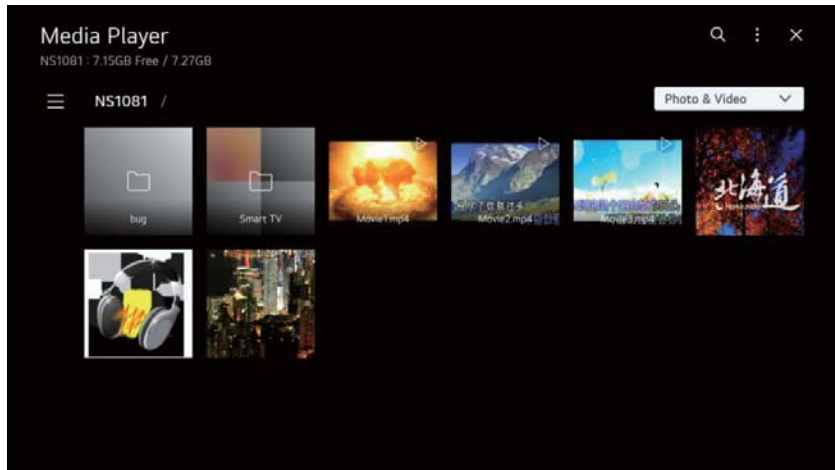 Media Player
NS1081 : 7.15GB Free / 7.27GB
NS1081 /
Photo & Video
bug
Smart TV
Movie1.mp4
Movie2.mp4
Movie3.mp4
北海道
Hokkaido